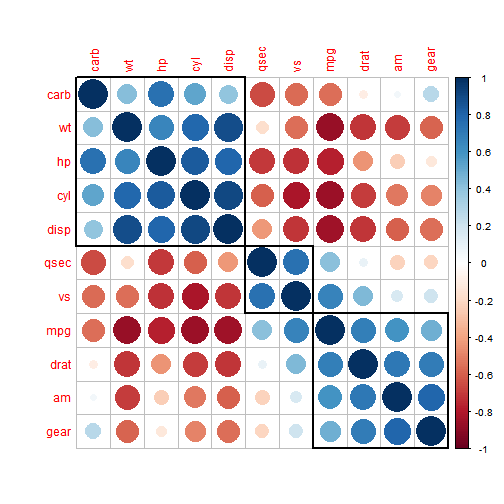 carb wt hp cyl disp qsec vs mpg drat am gear
carb
wt
hp
cyl
disp
qsec
vs
mpg
drat
am
gear
1
0.8
0.6
0.4
0.2
0
-0.2
-0.4
-0.6
-0.8
-1